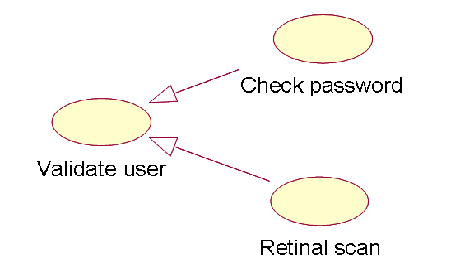 Check password
Validate user
Retinal scan